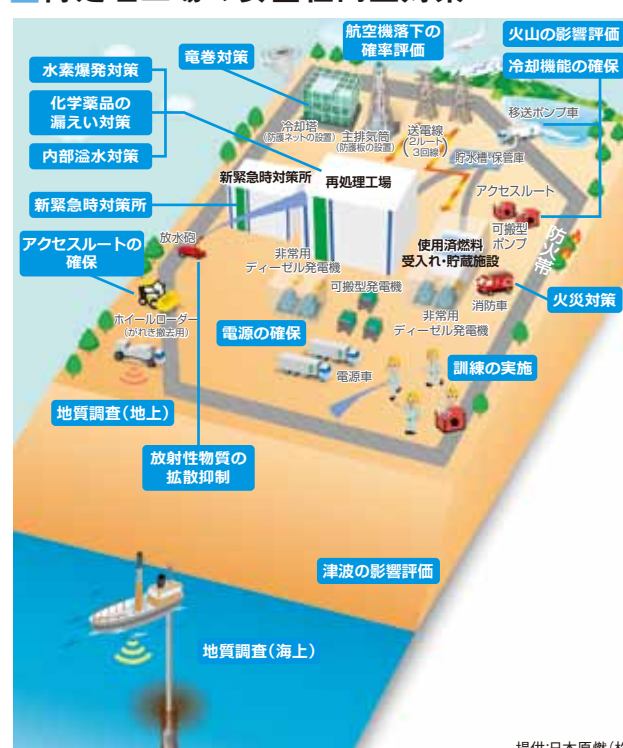 航空機落下の
確率評価
火山の影響評価
竜巻対策
冷却機能の確保
水素爆発対策
化学薬品の
漏えい対策
内部溢水対策
移送ポンプ車
冷却塔
(防護ネットの設置)
主排気筒
(防護板の設置)
送電線
(2ルート
3回線)
貯水槽・保管庫
新緊急時対策所
再処理工場
アクセスルート
新緊急時対策所
可搬型
ポンプ
防火帯
アクセスルートの
確保
放水砲
非常用
ディーゼル発電機
使用済燃料
受入れ・貯蔵施設
可搬型発電機
消防車
火災対策
ホイールローダー
(がれき撤去用)
電源の確保
非常用
ディーゼル発電機
電源車
訓練の実施
地質調査(地上)
放射性物質の
拡散抑制
津波の影響評価
地質調査(海上)